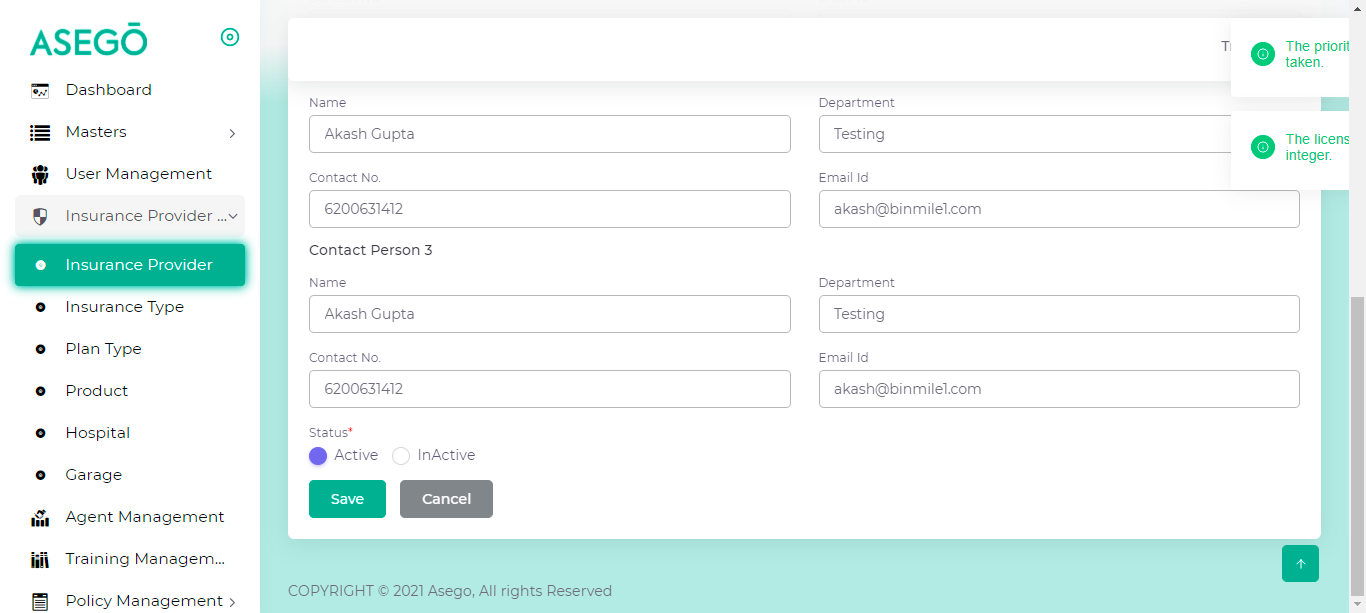 ASEGŌ
Dashboard
Masters
User Management
Insurance Provider ...
Insurance Provider
Insurance Type
Plan Type
Product
Hospital
Garage
Agent Management
Training Managem...
Policy Management
The priorit
taken.
The licens
integer.
Name
Akash Gupta
Department
Testing
Contact No.
6200631412
Email Id
akash@binmile1.com
Contact Person 3
Name
Akash Gupta
Department
Testing
Contact No.
6200631412
Email Id
akash@binmile1.com
Status*
Active InActive
Save Cancel
COPYRIGHT © 2021 Asego, All rights Reserved